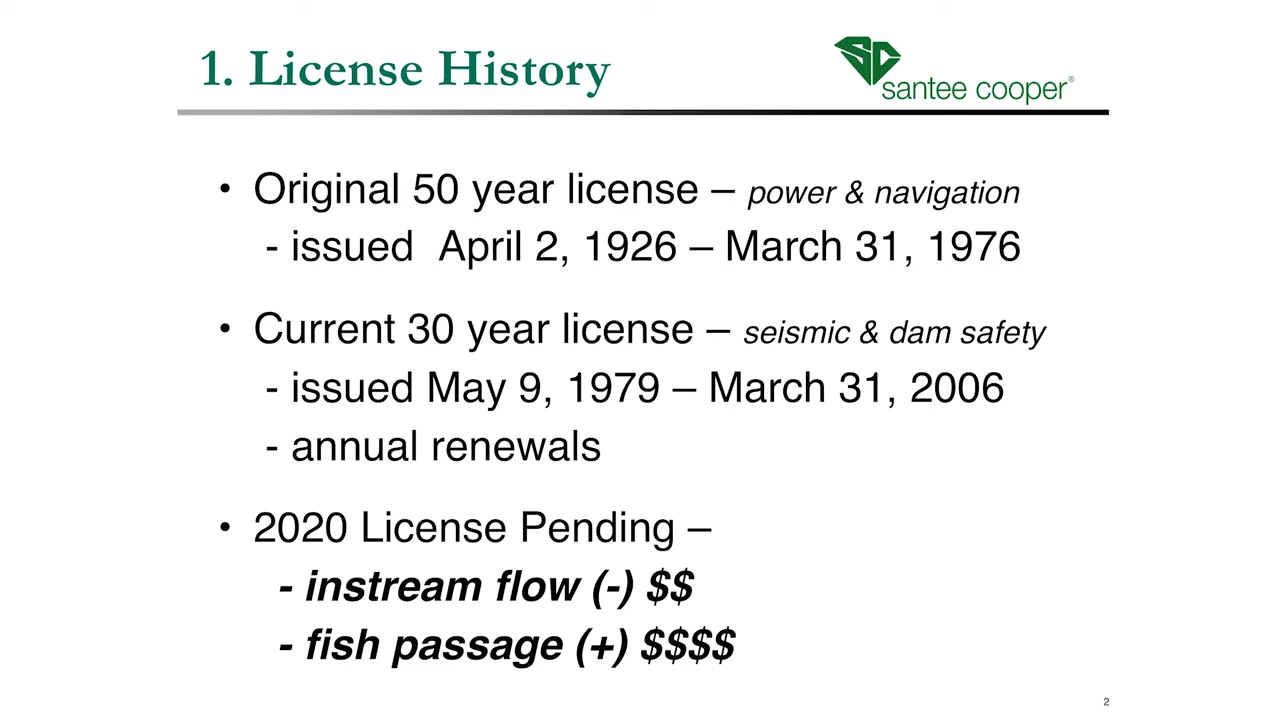 1. License History
SC
santee cooper®
• Original 50 year license – power & navigation
- issued  April 2, 1926 – March 31, 1976
• Current 30 year license – seismic & dam safety
- issued May 9, 1979 – March 31, 2006
- annual renewals
• 2020 License Pending –
- instream flow (-) $$
- fish passage (+) $$$$
2